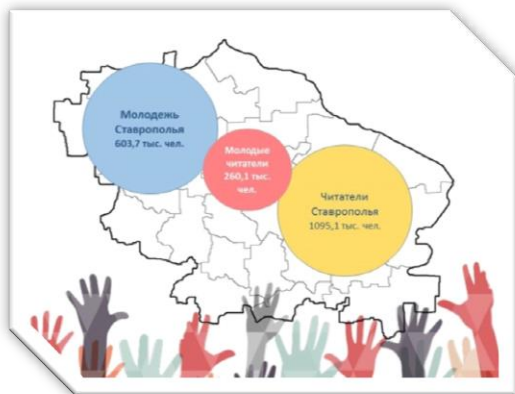 Молодежь
Ставрополья
603,7 тыс. чел.
Молодые
читатели
260,1 тыс.
чел.
Читатели
Ставрополья
1095,1 тыс. чел.